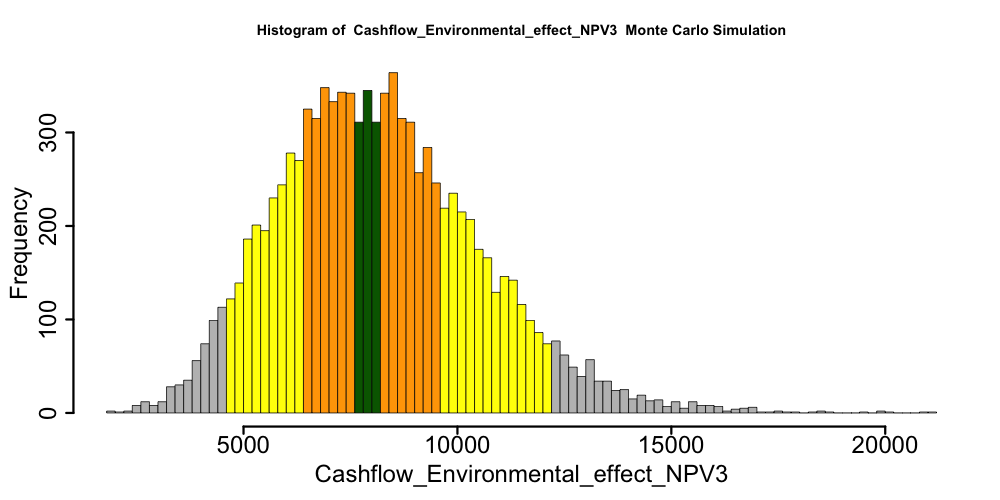 Histogram of  Cashflow_Environmental_effect_NPV3  Monte Carlo Simulation
Frequency
300
200
100
0
5000 10000 15000 20000
Cashflow_Environmental_effect_NPV3